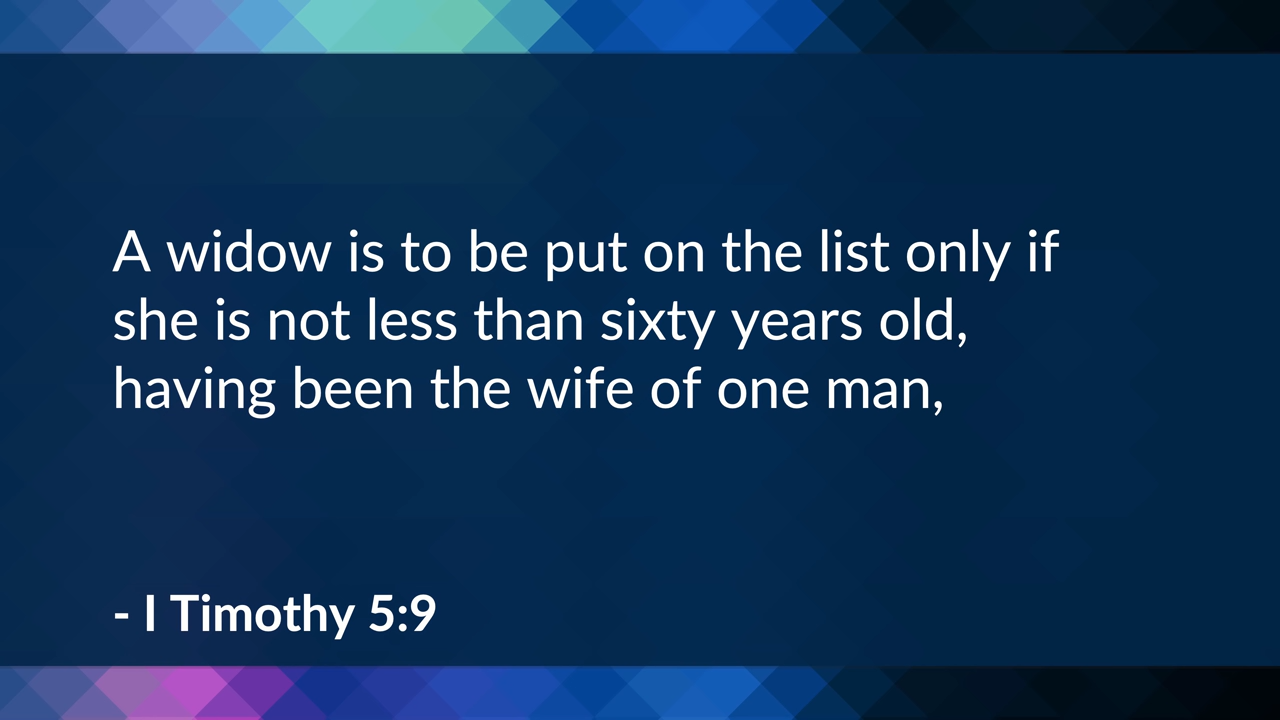 A widow is to be put on the list only if
she is not less than sixty years old,
having been the wife of one man,
- I Timothy 5:9